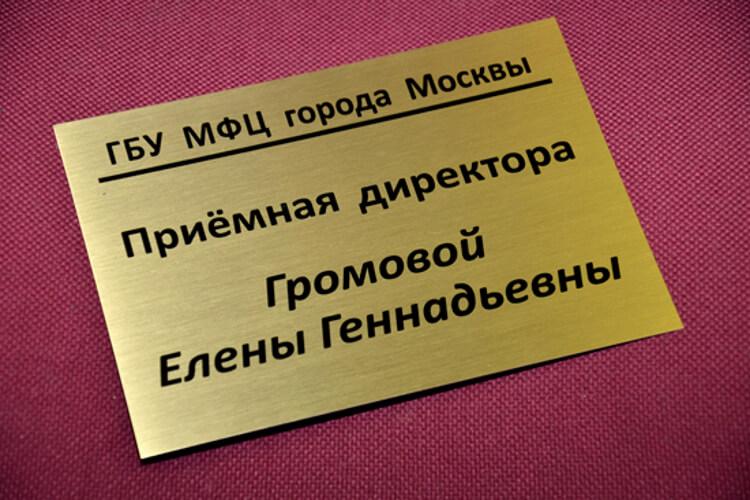 ГБУ МФЦ города Москвы
Приёмная директора
Громовой
Елены Геннадьевны